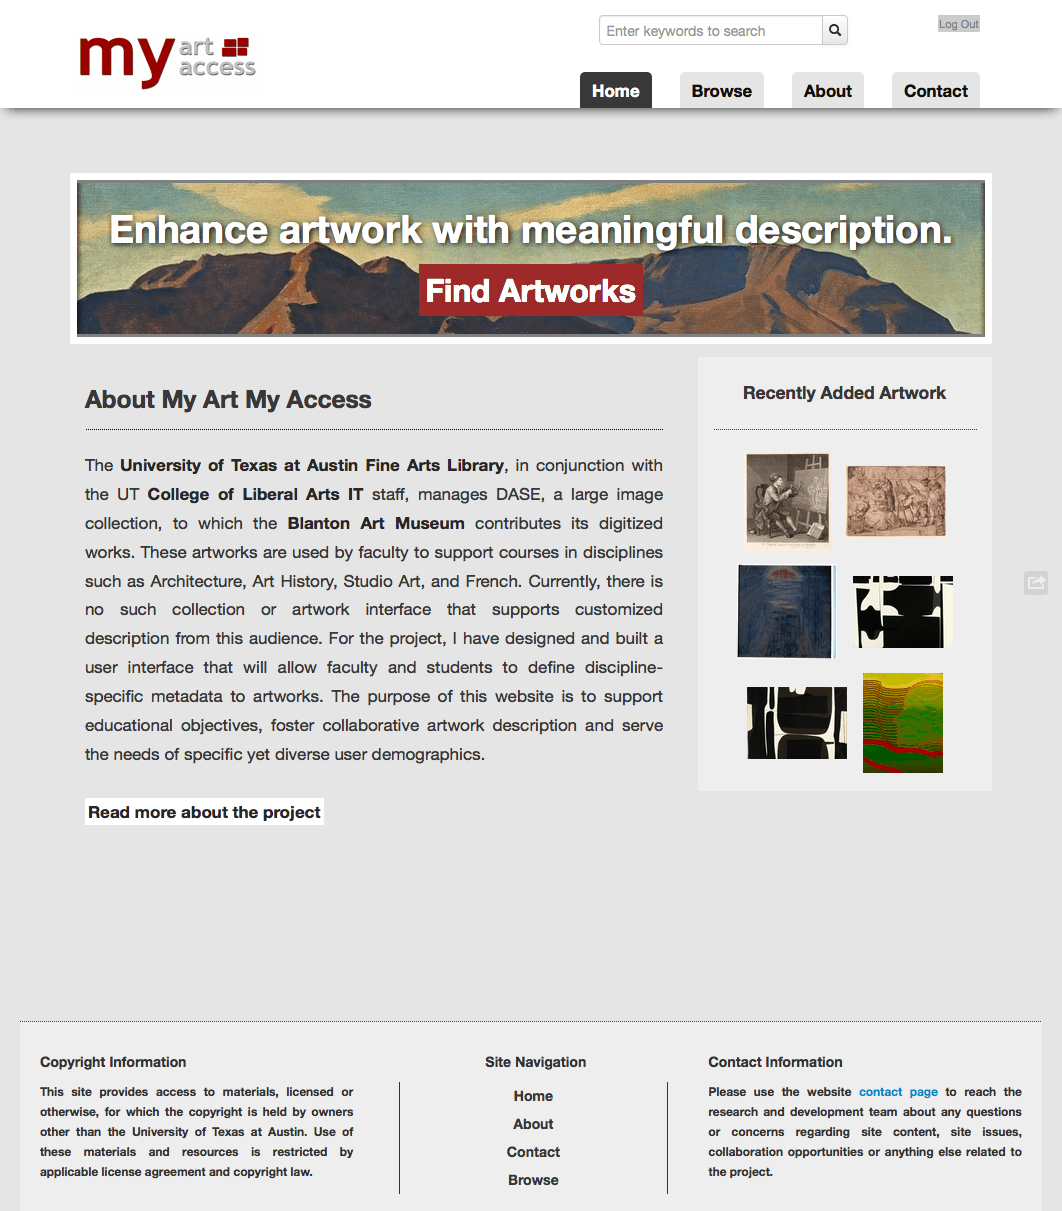 my art
access
Enter keywords to search
Log Out
Home
Browse
About
Contact
Enhance artwork with meaningful description.
Find Artworks
About My Art My Access
The University of Texas at Austin Fine Arts Library, in conjunction with
the UT College of Liberal Arts IT staff, manages DASE, a large image
collection, to which the Blanton Art Museum contributes its digitized
works. These artworks are used by faculty to support courses in disciplines
such as Architecture, Art History, Studio Art, and French. Currently, there is
no such collection or artwork interface that supports customized
description from this audience. For the project, I have designed and built a
user interface that will allow faculty and students to define discipline-
specific metadata to artworks. The purpose of this website is to support
educational objectives, foster collaborative artwork description and serve
the needs of specific yet diverse user demographics.
Read more about the project
Recently Added Artwork
Copyright Information
This site provides access to materials, licensed or
otherwise, for which the copyright is held by owners
other than the University of Texas at Austin. Use of
these materials and resources is restricted by
applicable license agreement and copyright law.
Site Navigation
Home
About
Contact
Browse
Contact Information
Please use the website contact page to reach the
research and development team about any questions
or concerns regarding site content, site issues,
collaboration opportunities or anything else related to
the project.